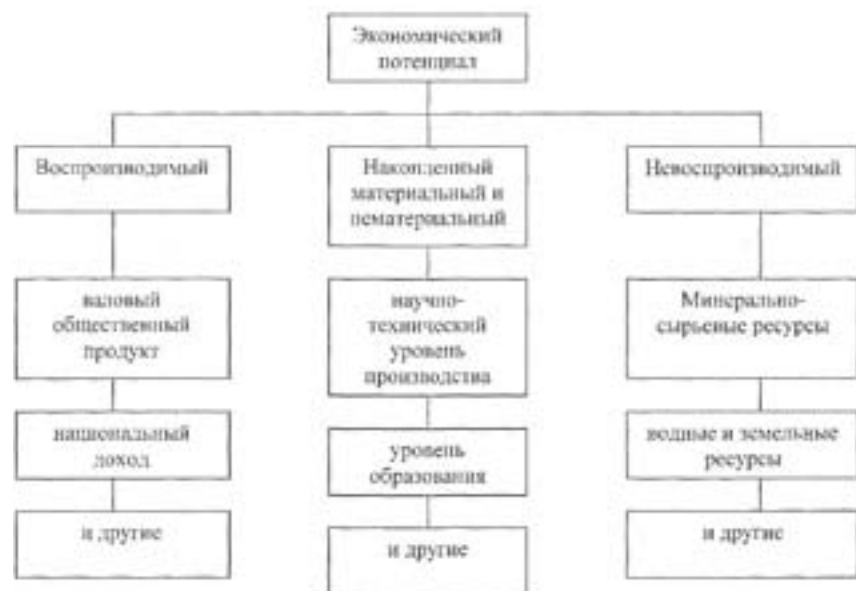 Экономический
потенциал
Воспроизводимый
валовый
общественный
продукт
национальный
доход
и другие
Накопленный
материальный и
нематериальный
научно-
технический
уровень
производства
уровень
образования
и другие
Невоспроизводимый
Минерально-
сырьевые ресурсы
водные и земельные
ресурсы
и другие